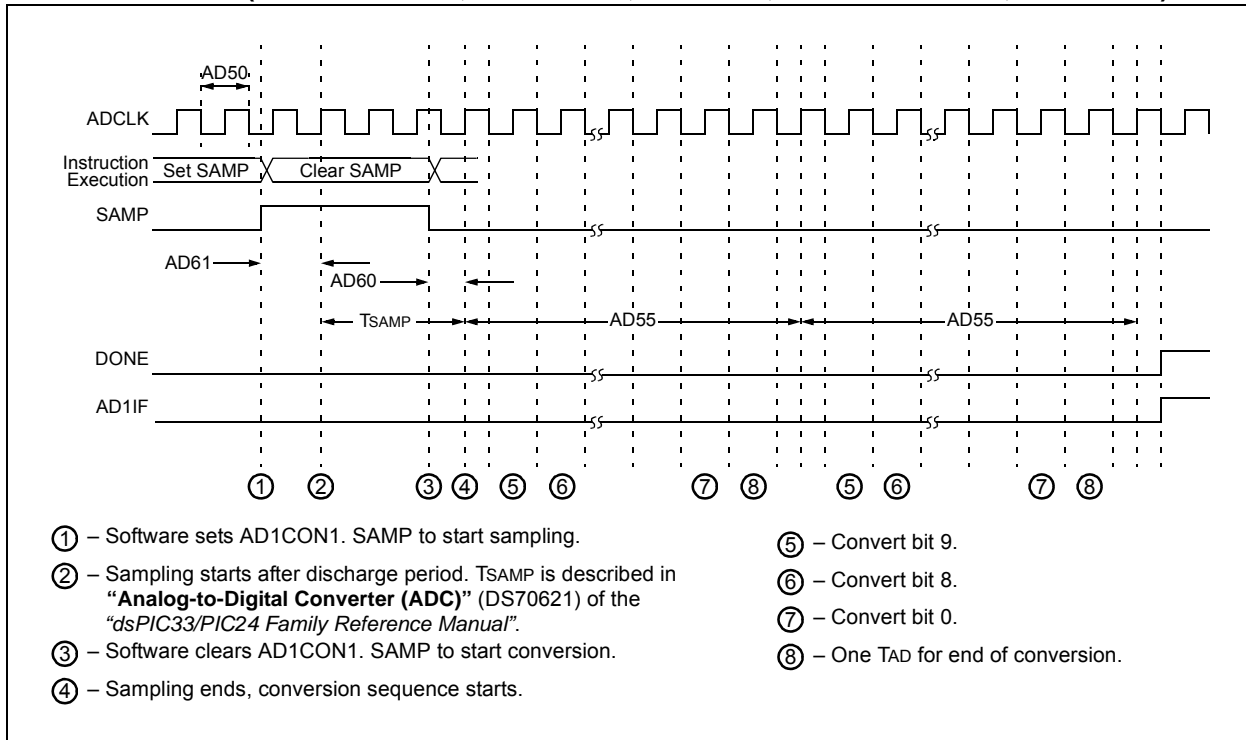 AD50
ADCLK
Instruction
Execution
Set SAMP
Clear SAMP
SAMP
AD61
AD60
TSAMP
AD55
AD55
DONE
AD1IF
1 2 3 4 5 6 7 8 5 6 7 8
1 – Software sets AD1CON1. SAMP to start sampling.
2 – Sampling starts after discharge period. TSAMP is described in
“Analog-to-Digital Converter (ADC)” (DS70621) of the
“dsPIC33/PIC24 Family Reference Manual”.
3 – Software clears AD1CON1. SAMP to start conversion.
4 – Sampling ends, conversion sequence starts.
5 – Convert bit 9.
6 – Convert bit 8.
7 – Convert bit 0.
8 – One TAD for end of conversion.